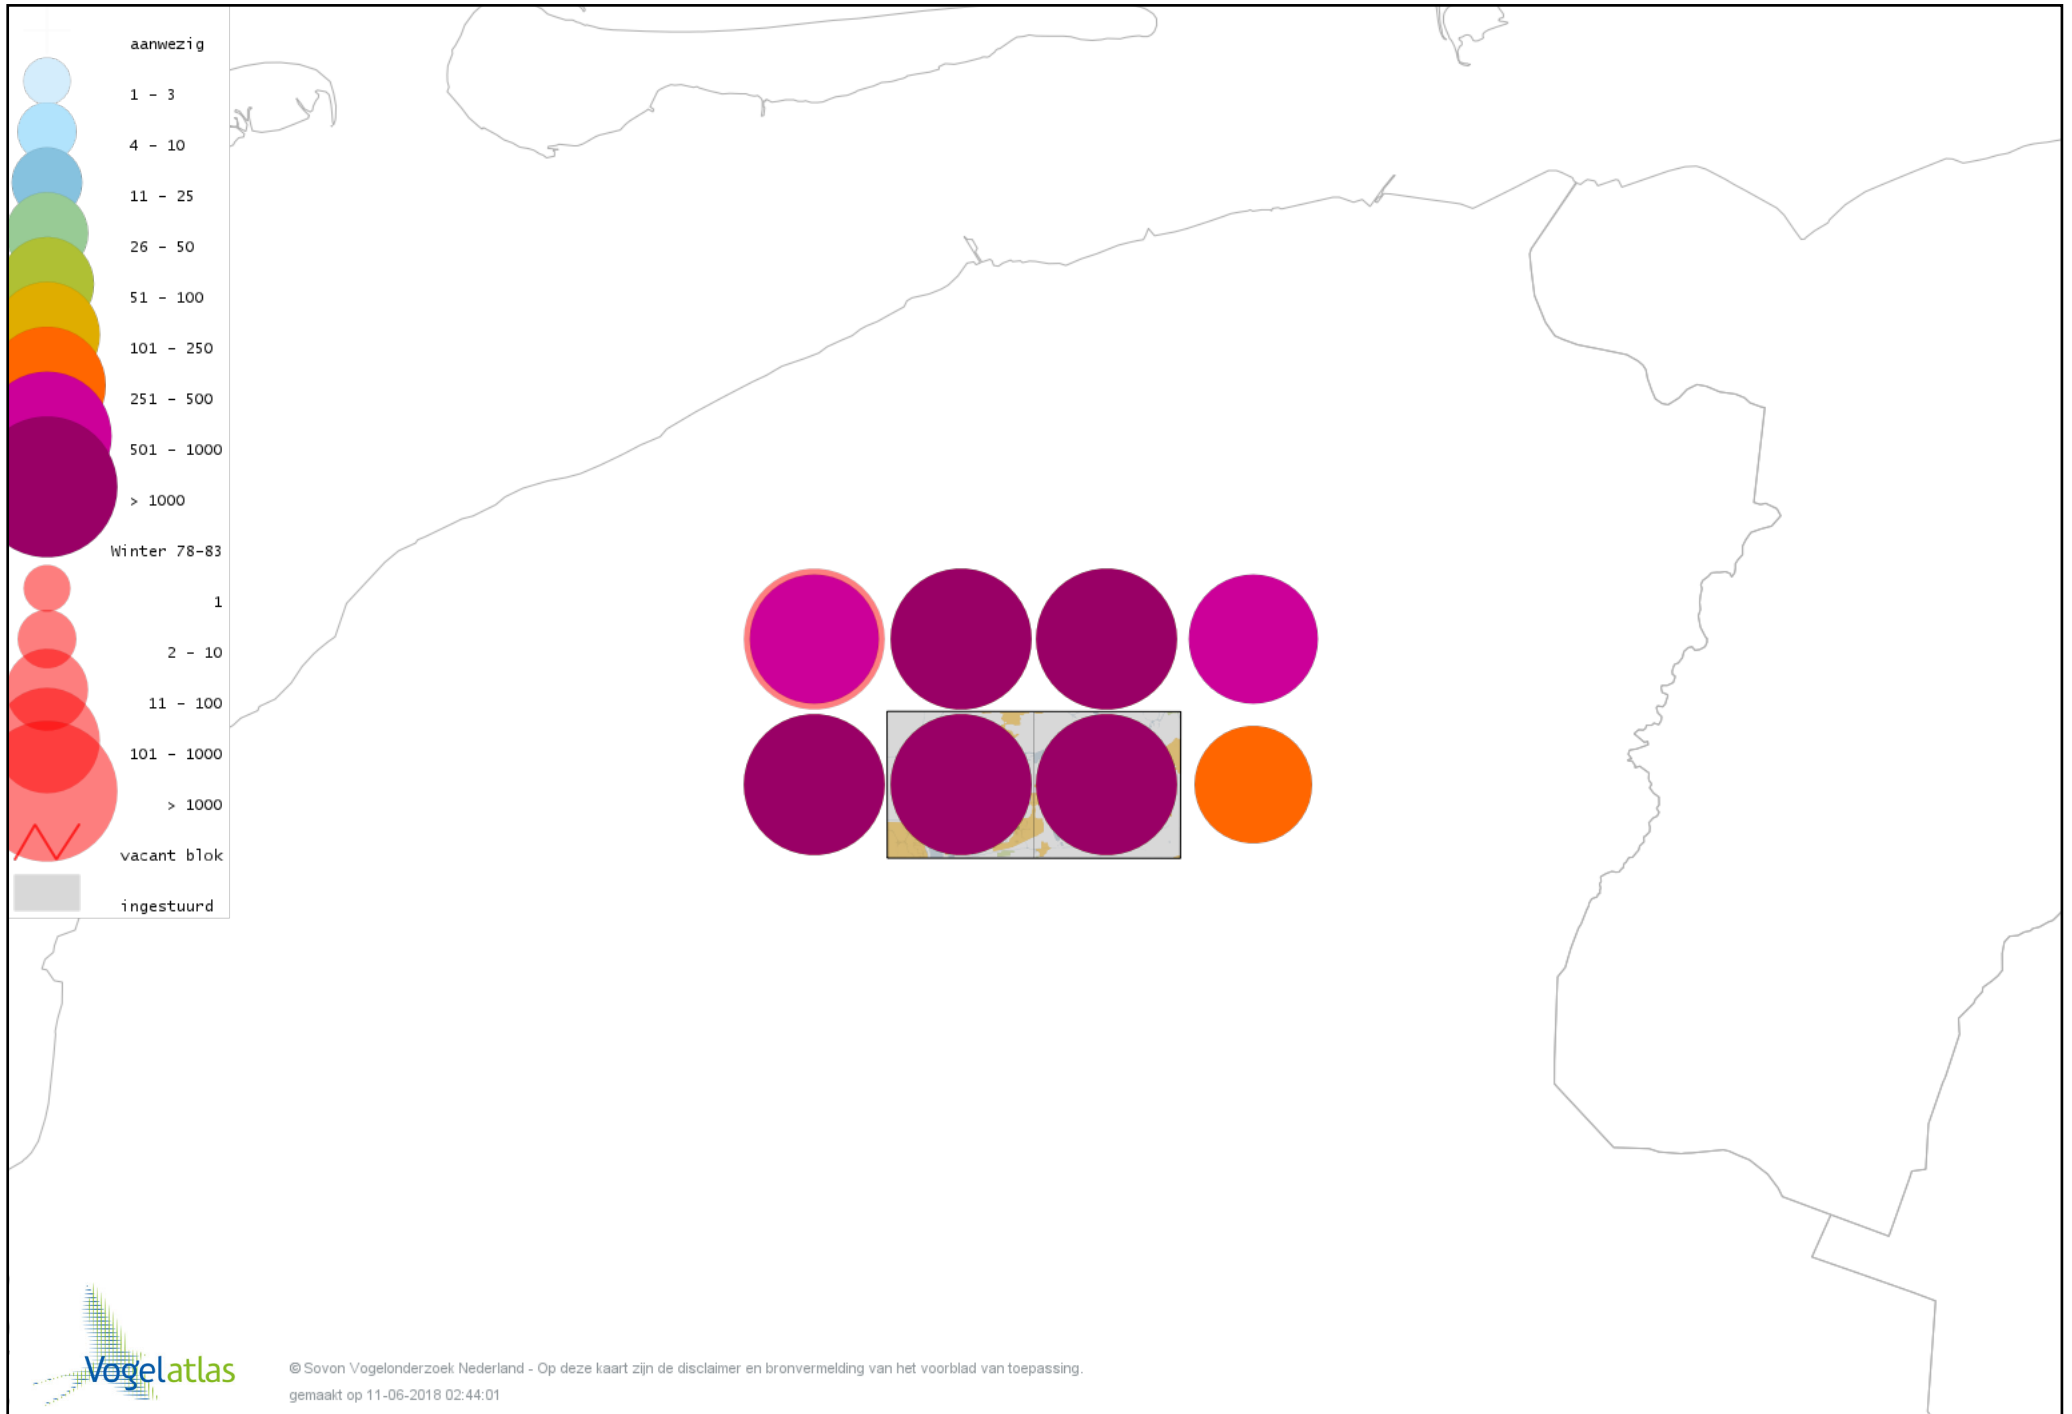 aanwezig
1 - 3
4 - 10
11 - 25
26 - 50
51 - 100
101 - 250
251 - 500
501 - 1000
> 1000
Winter 78-83
1
2 - 10
11 - 100
101 - 1000
> 1000
vacant blok
ingestuurd
Vogelatlas
© Sovon Vogelonderzoek Nederland - Op deze kaart zijn de disclaimer en bronvermelding van het voorblad van toepassing.
gemaakt op 11-06-2018 02:44:01